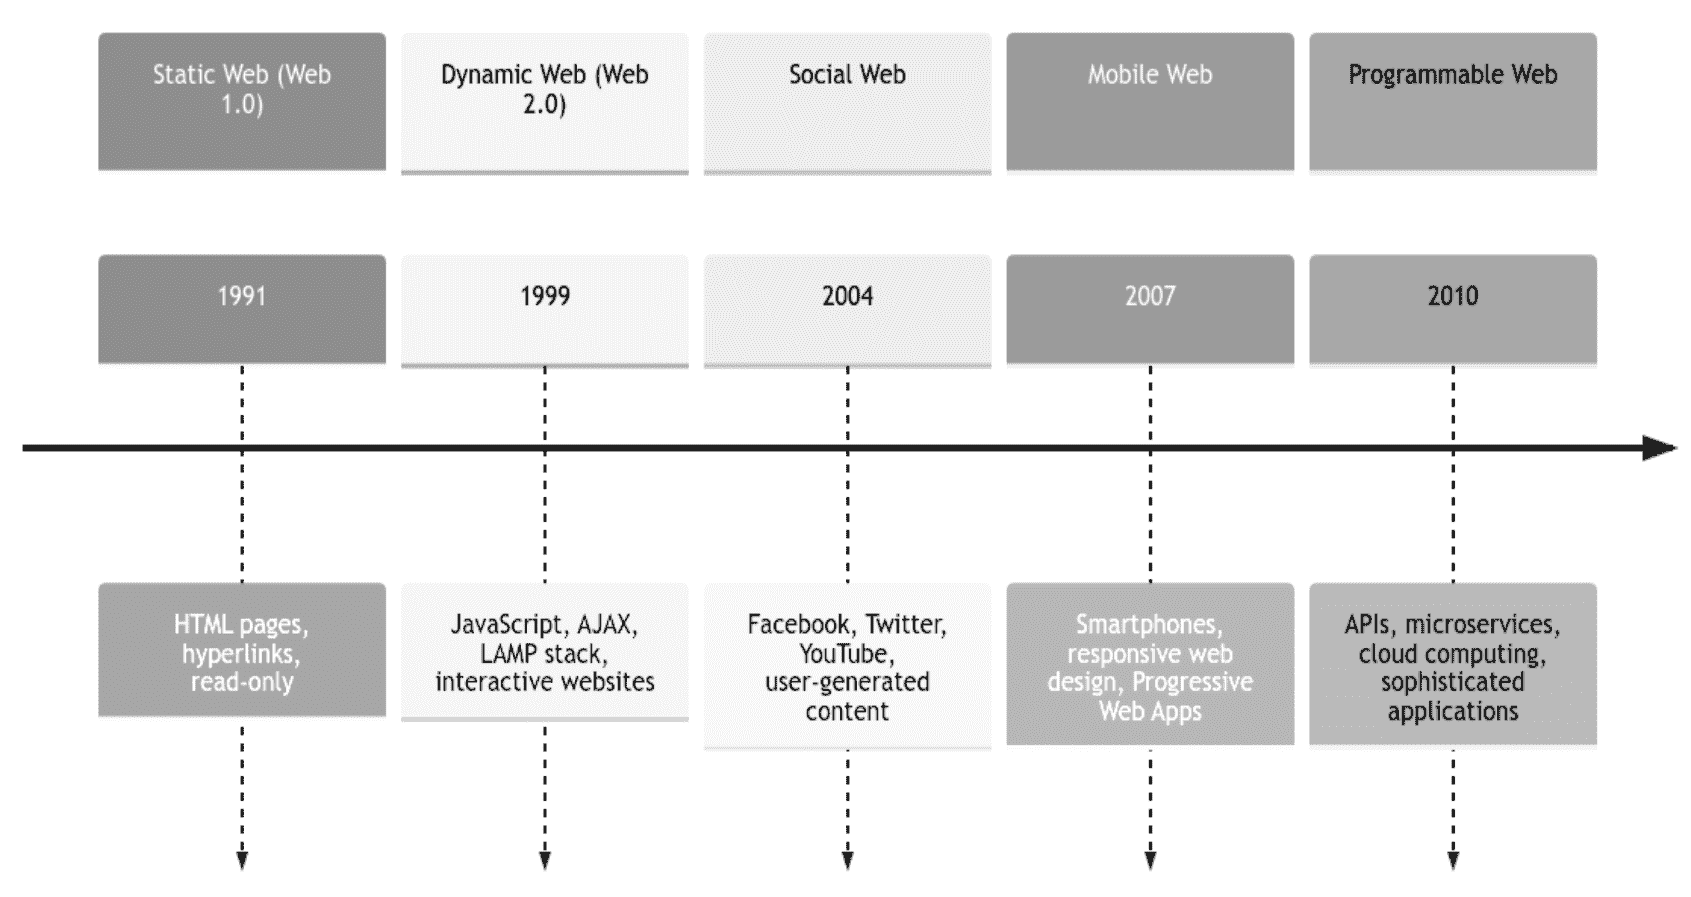 Static Web (Web
1.0)
Dynamic Web (Web
2.0)
Social Web
Mobile Web
Programmable Web
1991
1999
2004
2007
2010
HTML pages,
hyperlinks,
read-only
JavaScript, AJAX,
LAMP stack,
interactive websites
Facebook, Twitter,
YouTube,
user-generated
content
Smartphones,
responsive web
design, Progressive
Web Apps
APIs, microservices,
cloud computing,
sophisticated
applications